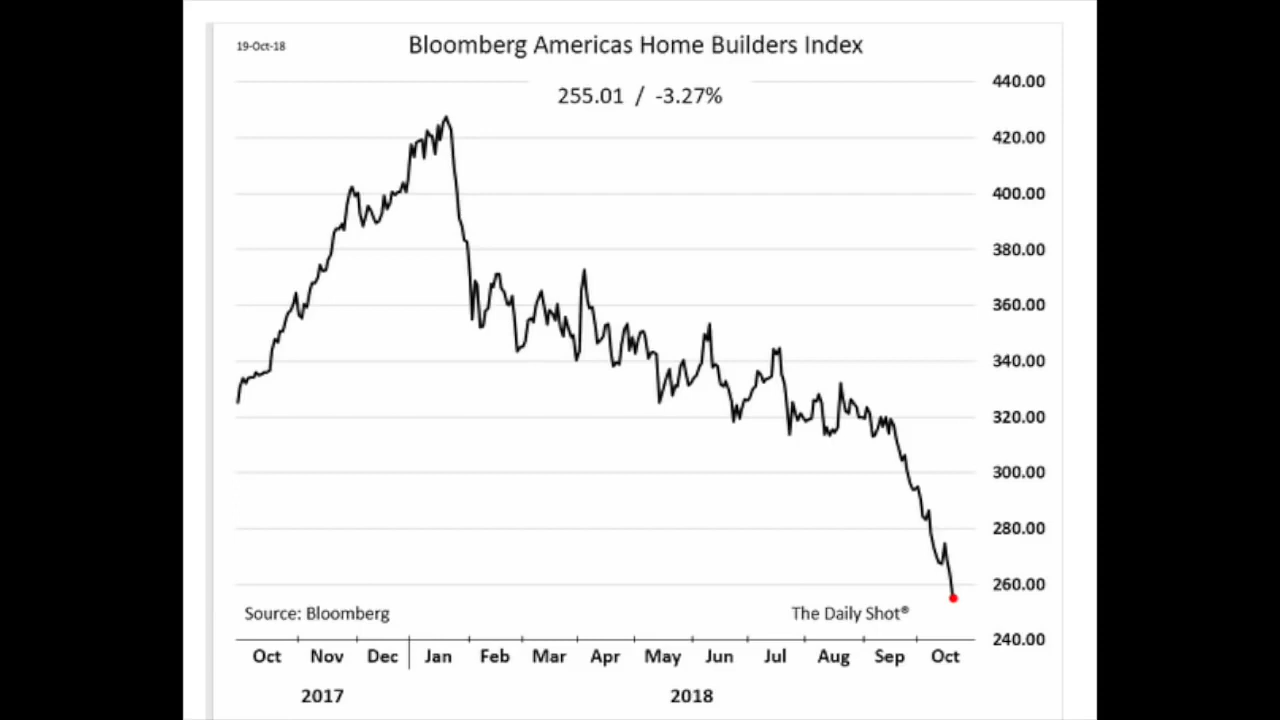 19-Oct-18
Bloomberg Americas Home Builders Index
255.01 / -3.27%
440.00
420.00
400.00
380.00
360.00
340.00
320.00
300.00
280.00
260.00
240.00
Source: Bloomberg
The Daily Shot®
Oct Nov Dec Jan Feb Mar Apr May Jun Jul Aug Sep Oct
2017 2018